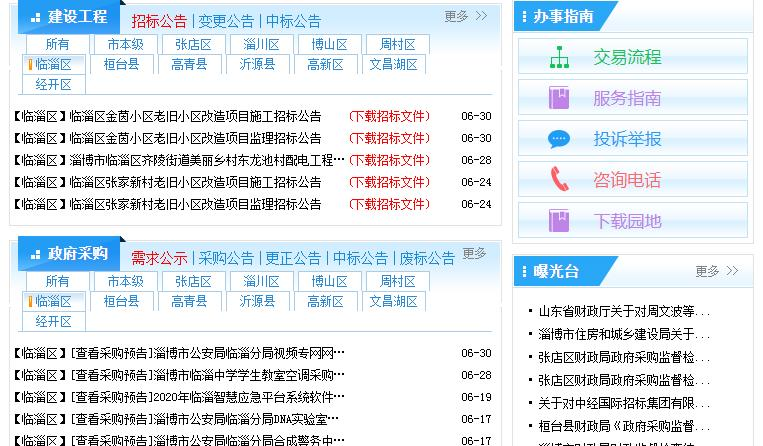 建设工程 招标公告 | 变更公告 | 中标公告 更多 >>
所有 市本级 张店区 淄川区 博山区 周村区
临淄区 桓台县 高青县 沂源县 高新区 文昌湖区
经开区
【临淄区】临淄区金茵小区老旧小区改造项目施工招标公告 (下载招标文件) 06-30
【临淄区】临淄区金茵小区老旧小区改造项目监理招标公告 (下载招标文件) 06-30
【临淄区】淄博市临淄区齐陵街道美丽乡村东龙池村配电工程··· (下载招标文件) 06-28
【临淄区】临淄区张家新村老旧小区改造项目施工招标公告 (下载招标文件) 06-24
【临淄区】临淄区张家新村老旧小区改造项目监理招标公告 (下载招标文件) 06-24
政府采购 需求公示 | 采购公告 | 更正公告 | 中标公告 | 废标公告 更多
所有 市本级 张店区 淄川区 博山区 周村区
临淄区 桓台县 高青县 沂源县 高新区 文昌湖区
经开区
【临淄区】[查看采购预告]淄博市公安局临淄分局视频专网网··· 06-30
【临淄区】[查看采购预告]淄博市临淄中学学生教室空调采购··· 06-28
【临淄区】[查看采购预告]2020年临淄智慧应急平台系统软件··· 06-19
【临淄区】[查看采购预告]淄博市公安局临淄分局DNA实验室··· 06-17
【临淄区】[查看采购预告]淄博市公安局临淄分局合成警务中··· 06-17
办事指南
交易流程
服务指南
投诉举报
咨询电话
下载园地
曝光台 更多 >>
山东省财政厅关于对周文波等...
淄博市住房和城乡建设局关于...
张店区财政局政府采购监督检...
张店区财政局政府采购监督检...
关于对中经国际招标集团有限...
桓台县财政局《政府采购监督...